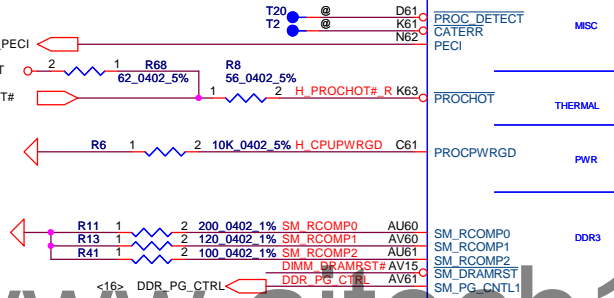 T20 @ D61 PROC_DETECT
T2 @ K61 CATERR
MISC
_PECI N62 PECI
T 2 1 R68 R8
62_0402_5% 56_0402_5%
T# 1 2 H_PROCHOT#_R K63 PROCHOT
THERMAL
R6 1 2 10K_0402_5% H_CPUPWRGD C61 PROCPWRGD
PWR
R11 1 2 200_0402_1% SM_RCOMP0 AU60 SM_RCOMP0
R13 1 2 120_0402_1% SM_RCOMP1 AV60 SM_RCOMP1
DDR3
R41 1 2 100_0402_1% SM_RCOMP2 AU61 SM_RCOMP2
DIMM_DRAMRST# AV15 SM_DRAMRST
<16> DDR_PG_CTRL DDR_PG_CTRL AV61 SM_PG_CNTL1